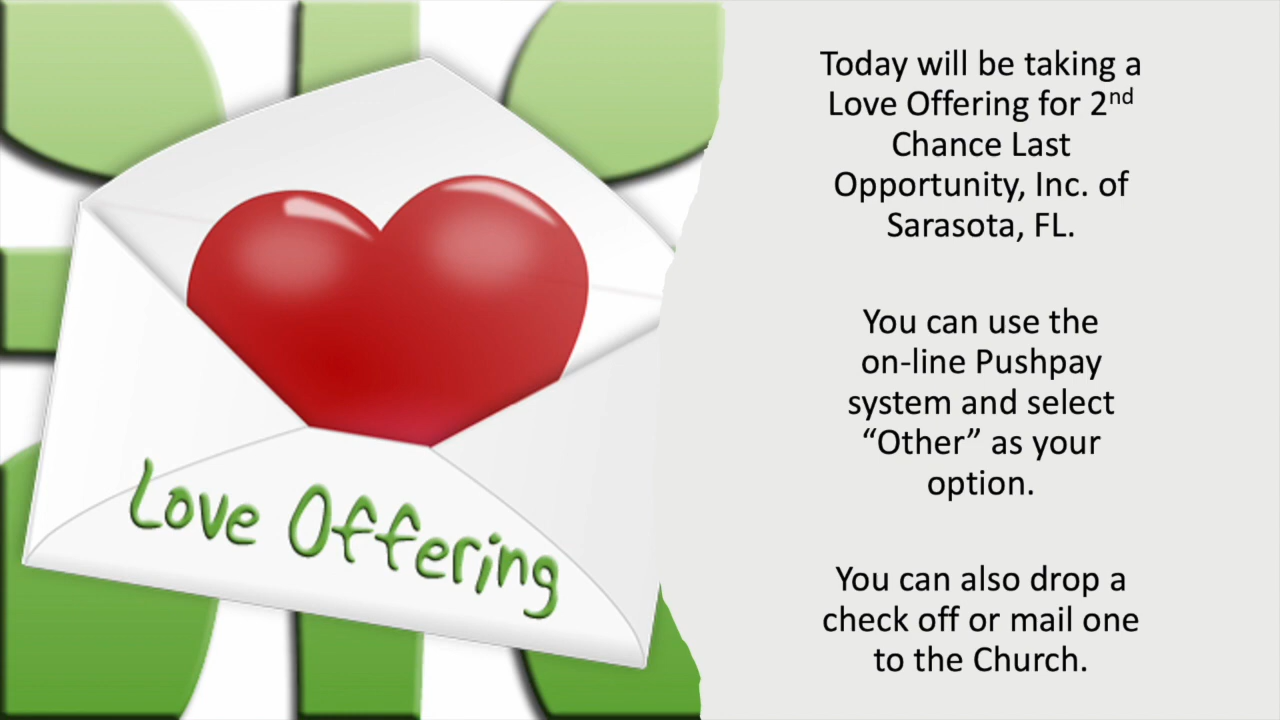 Love Offering
Today will be taking a
Love Offering for 2nd
Chance Last
Opportunity, Inc. of
Sarasota, FL.
You can use the
on-line Pushpay
system and select
“Other” as your
option.
You can also drop a
check off or mail one
to the Church.